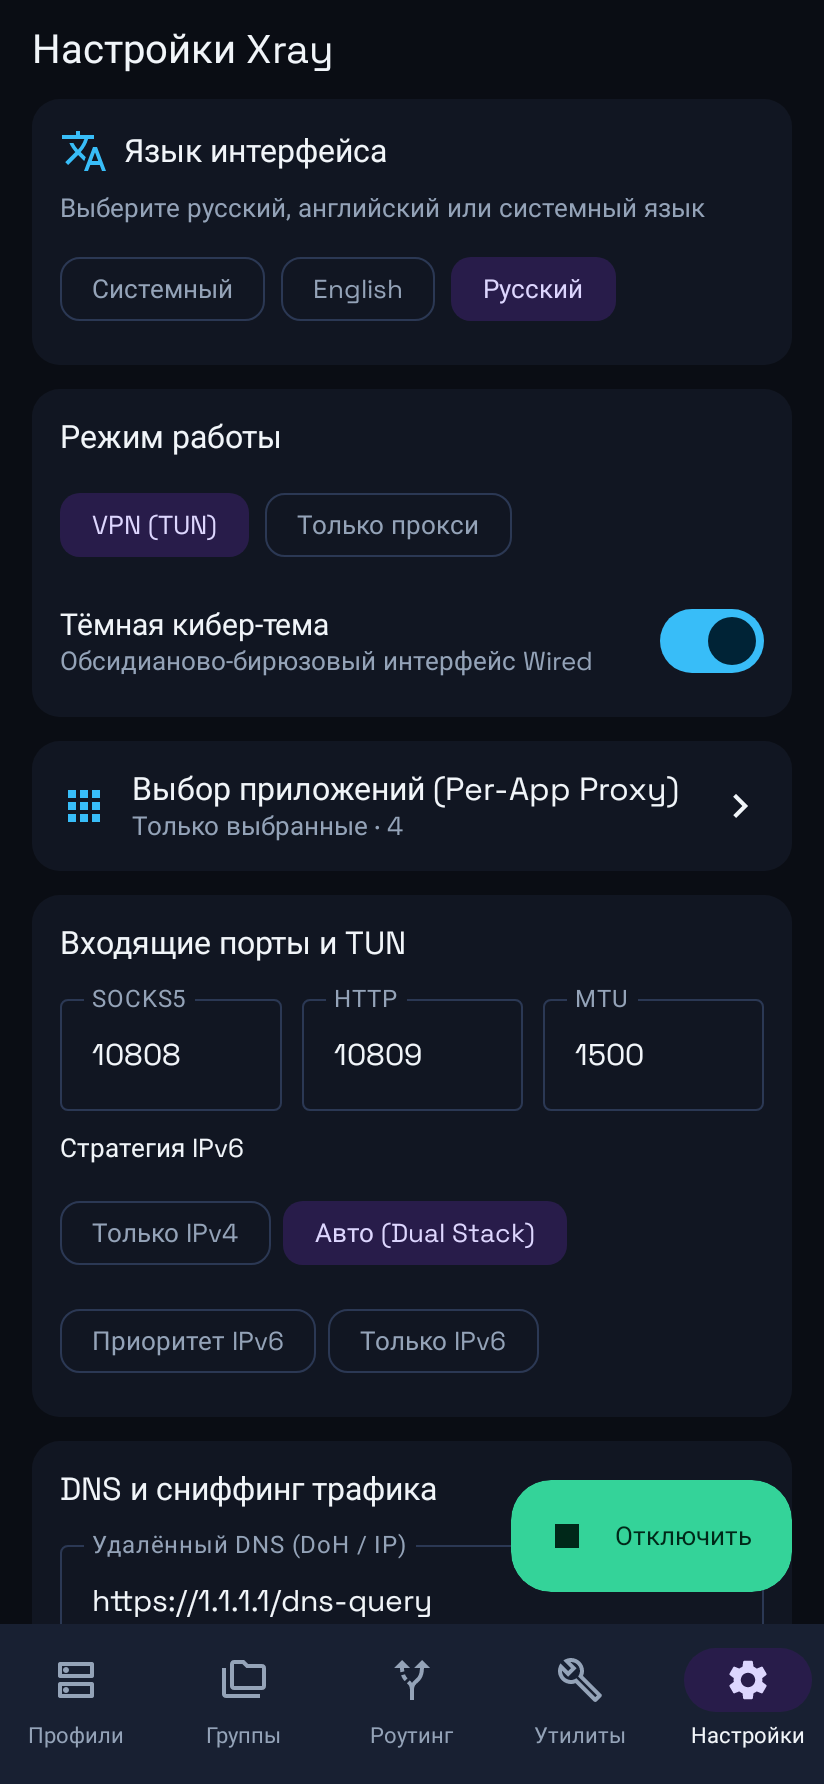 Настройки Xray
Язык интерфейса
Выберите русский, английский или системный язык
Системный
English
Русский
Режим работы
VPN (TUN)
Только прокси
Тёмная кибер-тема
Обсидианово-бирюзовый интерфейс Wired
Выбор приложений (Per-App Proxy)
Только выбранные · 4
Входящие порты и TUN
SOCKS5
HTTP
MTU
10808
10809
1500
Стратегия IPv6
Только IPv4
Авто (Dual Stack)
Приоритет IPv6
Только IPv6
DNS и сниффинг трафика
Отключить
Удалённый DNS (DoH / IP)
https://1.1.1.1/dns-query
Профили
Группы
Роутинг
Утилиты
Настройки